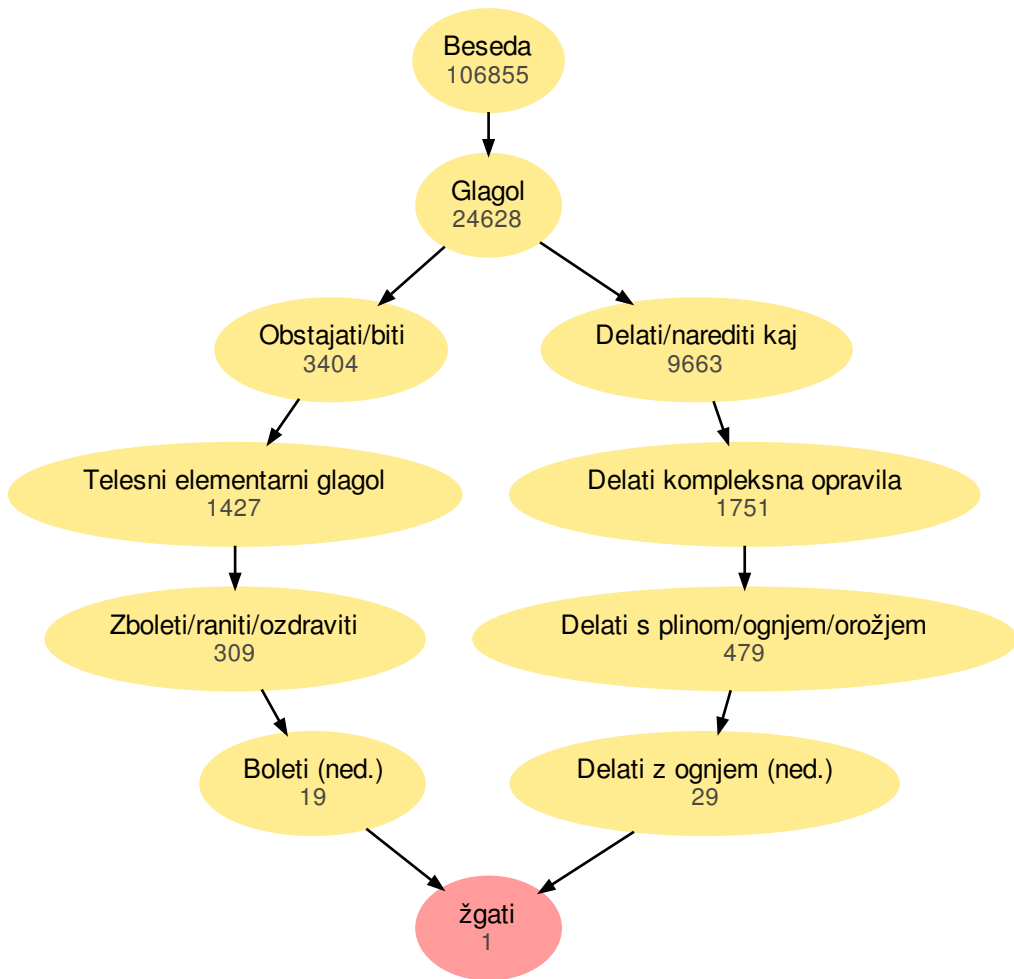 Beseda
106855
Glagol
24628
Obstajati/biti
3404
Delati/narediti kaj
9663
Telesni elementarni glagol
1427
Delati kompleksna opravila
1751
Zboleti/raniti/ozdraviti
309
Delati s plinom/ognjem/orožjem
479
Boleti (ned.)
19
Delati z ognjem (ned.)
29
žgati
1